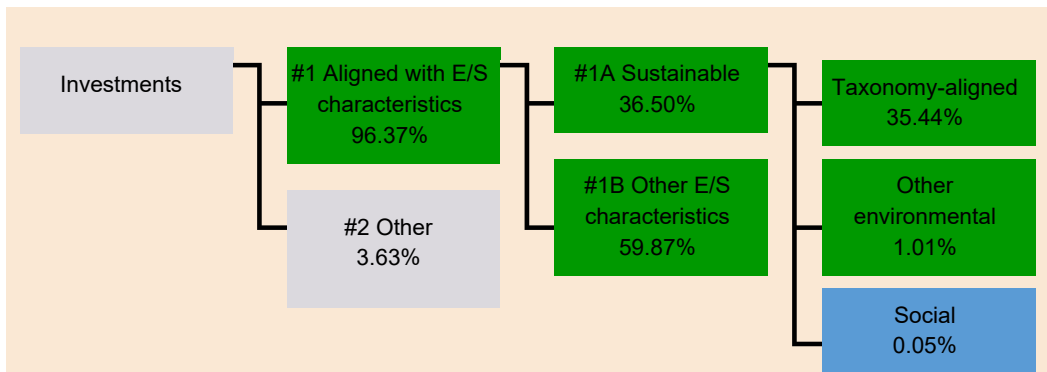 Investments
#1 Aligned with E/S
characteristics
96.37%
#2 Other
3.63%
#1A Sustainable
36.50%
#1B Other E/S
characteristics
59.87%
Taxonomy-aligned
35.44%
Other
environmental
1.01%
Social
0.05%